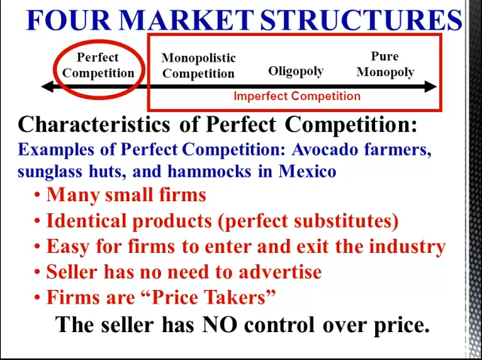 FOUR MARKET STRUCTURES
Perfect Competition
Monopolistic Competition
Oligopoly
Pure Monopoly
Imperfect Competition
Characteristics of Perfect Competition:
Examples of Perfect Competition: Avocado farmers,
sunglass huts, and hammocks in Mexico
• Many small firms
• Identical products (perfect substitutes)
• Easy for firms to enter and exit the industry
• Seller has no need to advertise
• Firms are “Price Takers”
The seller has NO control over price.